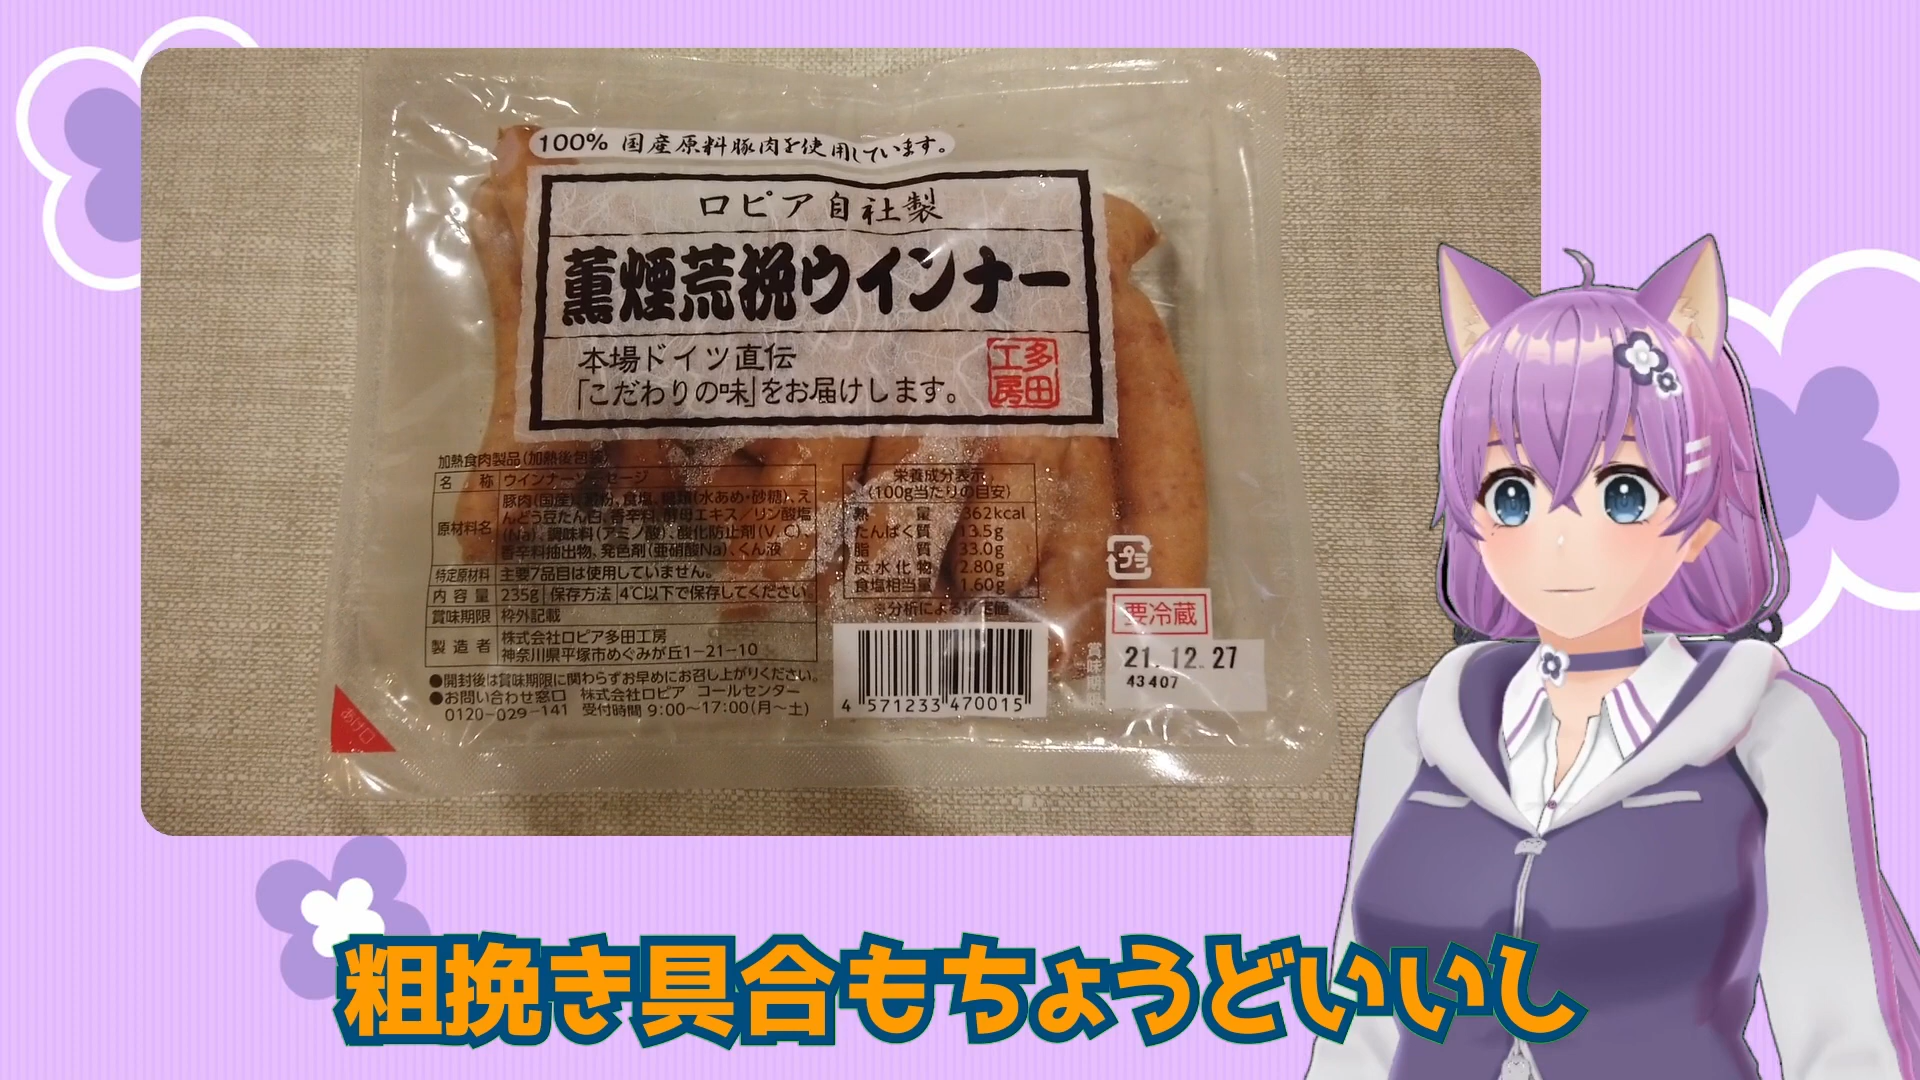 100% 国産原料豚肉を使用しています。
ロピア自社製
薫煙荒挽ウインナー
本場ドイツ直伝
「こだわりの味」をお届けします。
多田工房
加熱食肉製品(加熱後包装)
名 称 ウインナーソーセージ
原材料名 豚肉(国産)、食塩、糖類(水あめ・砂糖)、え
んどう豆たん白、香辛料、酵母エキス/リン酸塩
(Na)、調味料(アミノ酸)、酸化防止剤(V.C)、
香辛料抽出物、発色剤(亜硝酸Na)、くん液
特定原材料 主要7品目は使用していません。
内容量 235g 保存方法 4℃以下で保存してください。
賞味期限 枠外記載
製造者 株式会社ロピア多田工房
神奈川県平塚市めぐみが丘1-21-10
●開封後は賞味期限に関わらずお早めにお召し上がりください。
●お問い合わせ窓口 株式会社ロピア コールセンター
0120-029-141 受付時間 9:00~17:00(月~土)
栄養成分表示
(100g当たりの目安)
熱量 362kcal
たんぱく質 13.5g
脂質 33.0g
炭水化物 2.80g
食塩相当量 1.60g
※分析による推定値
4 571233 470015
プラ
要冷蔵
賞味期限
21.12.27
43407
あけ口
粗挽き具合もちょうどいいし